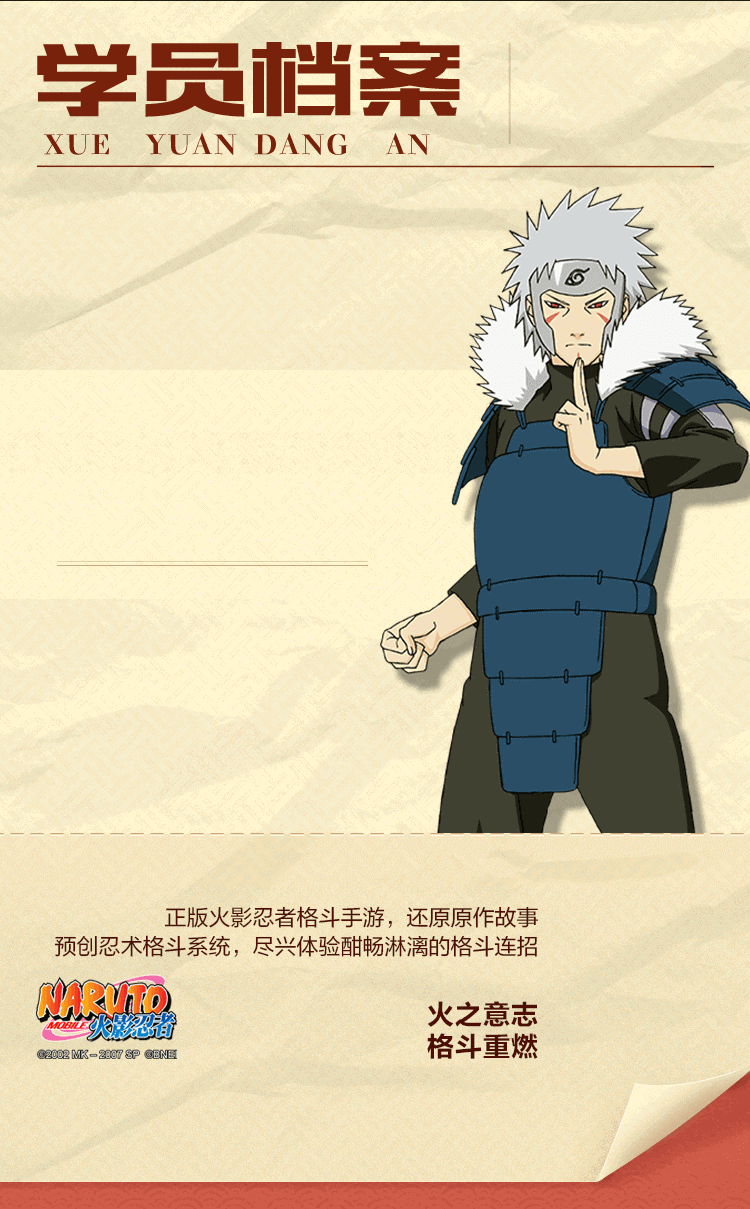 学员档案
XUE YUAN DANG AN
正版火影忍者格斗手游，还原原作故事
预创忍术格斗系统，尽兴体验酣畅淋漓的格斗连招
NARUTO
MOBILE 火影忍者
©2002 MK – 2007 SP ©BNEI
火之意志
格斗重燃